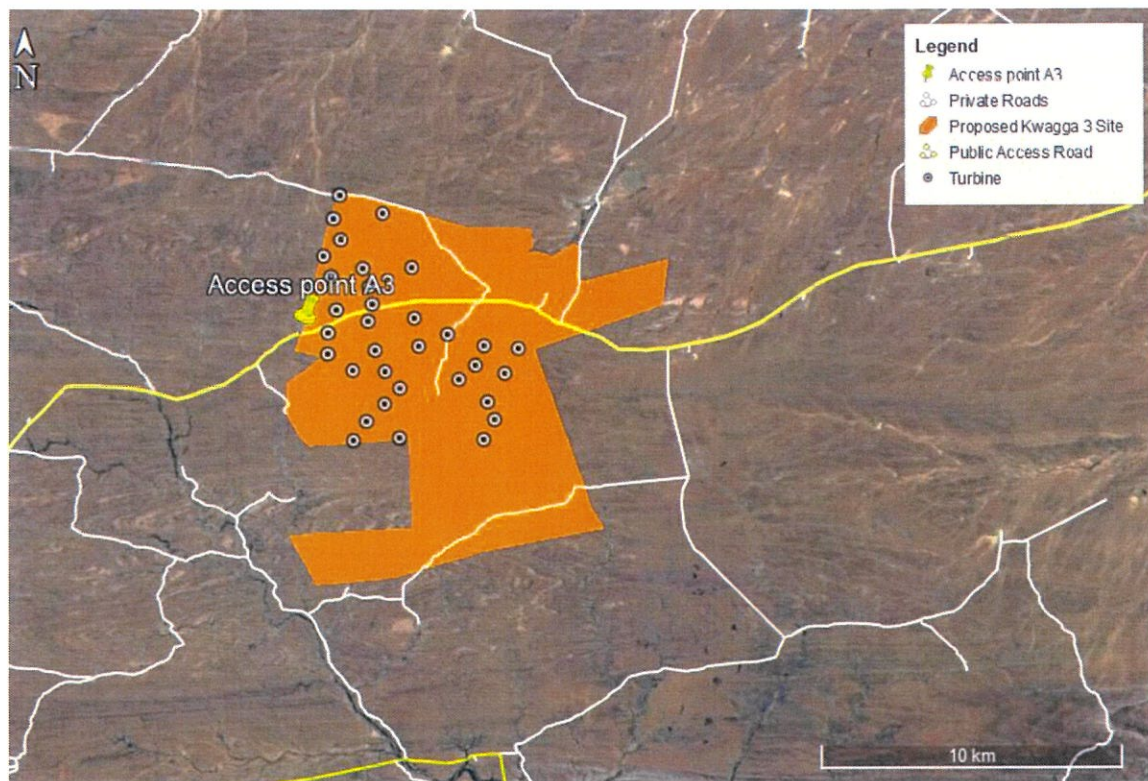 N
Legend
Access point A3
Private Roads
Proposed Kwagga 3 Site
Public Access Road
Turbine
Access point A3
10 km